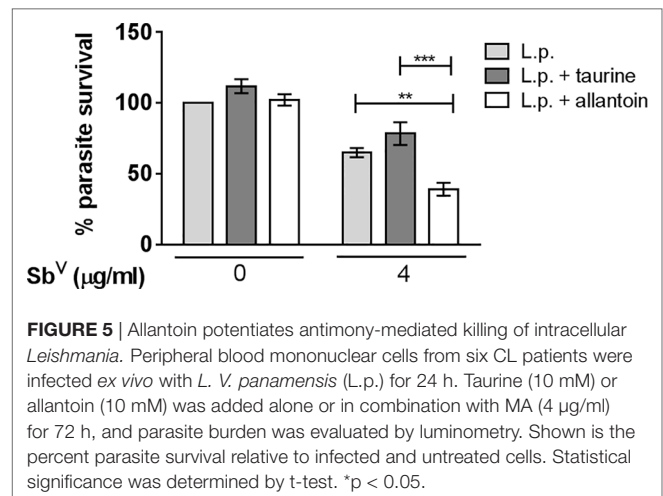 150
100
50
0
% parasite survival
L.p.
L.p. + taurine
L.p. + allantoin
***
**
Sbⱽ (µg/ml)
0
4
FIGURE 5 | Allantoin potentiates antimony-mediated killing of intracellular
Leishmania. Peripheral blood mononuclear cells from six CL patients were
infected ex vivo with L. V. panamensis (L.p.) for 24 h. Taurine (10 mM) or
allantoin (10 mM) was added alone or in combination with MA (4 µg/ml)
for 72 h, and parasite burden was evaluated by luminometry. Shown is the
percent parasite survival relative to infected and untreated cells. Statistical
significance was determined by t-test. *p < 0.05.